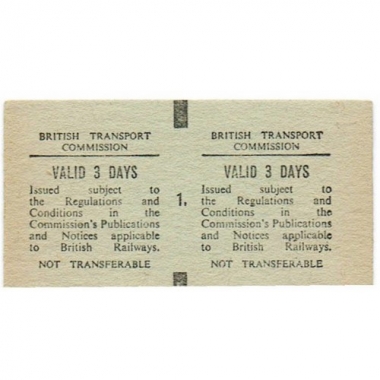 BRITISH TRANSPORT
COMMISSION
VALID 3 DAYS
Issued subject to
the Regulations and
Conditions in the
Commission's Publications
and Notices applicable
to British Railways.
NOT TRANSFERABLE
1.
BRITISH TRANSPORT
COMMISSION
VALID 3 DAYS
Issued subject to
the Regulations and
Conditions in the
Commission's Publications
and Notices applicable
to British Railways.
NOT TRANSFERABLE